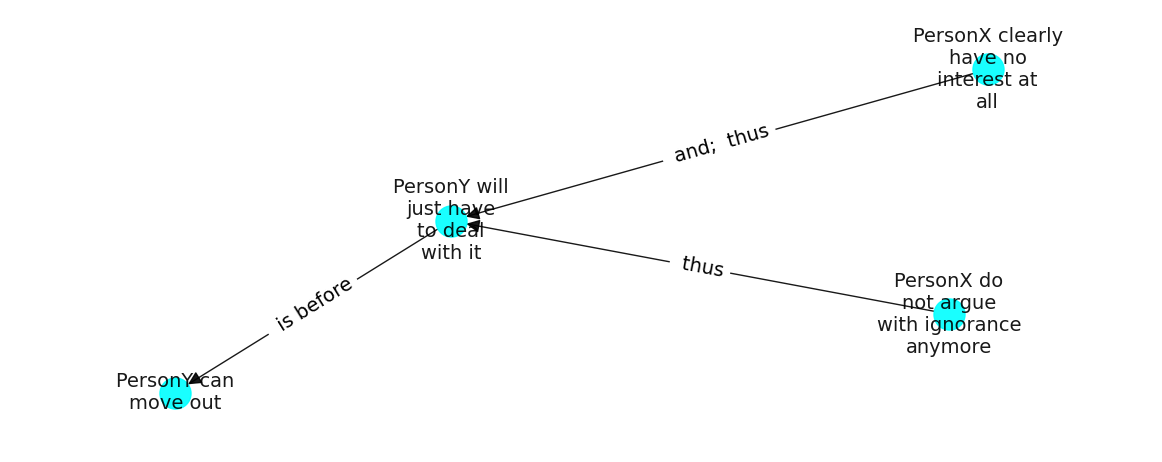 PersonX clearly
have no
interest at
all
and;  thus
PersonY will
just have
to deal
with it
thus
PersonX do
not argue
with ignorance
anymore
is before
PersonY can
move out